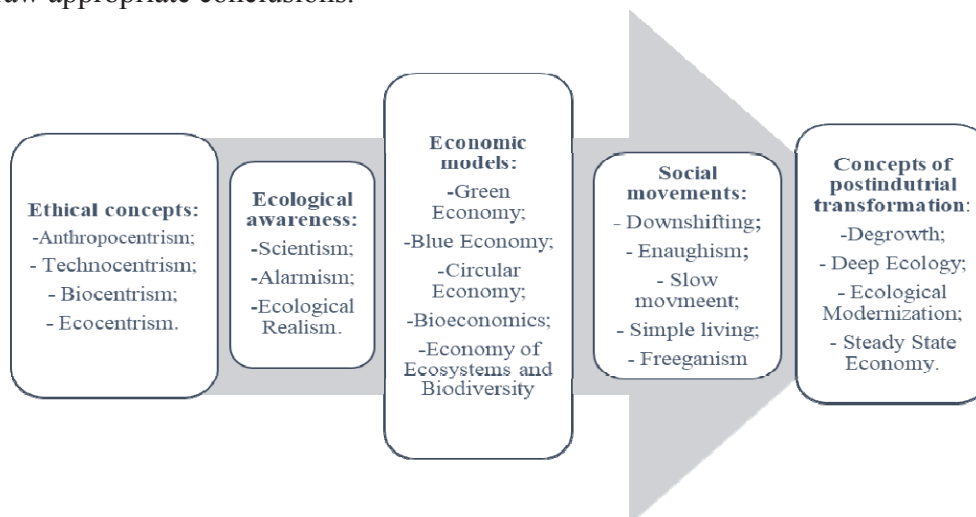 raw appropriate conclusions.
Ethical concepts:
-Anthropocentrism;
- Technocentrism;
- Biocentrism;
- Ecocentrism.
Ecological
awareness:
-Scientism;
-Alarmism;
-Ecological
Realism.
Economic
models:
-Green
Economy;
-Blue Economy;
-Circular
Economy;
-Bioeconomics;
-Economy of
Ecosystems and
Biodiversity
Social
movements:
- Downshifting;
- Enaughism;
- Slow
movmeent;
- Simple living;
- Freeganism
Concepts of
postindutrial
transformation:
-Degrowth;
- Deep Ecology;
- Ecological
Modernization;
- Steady State
Economy.